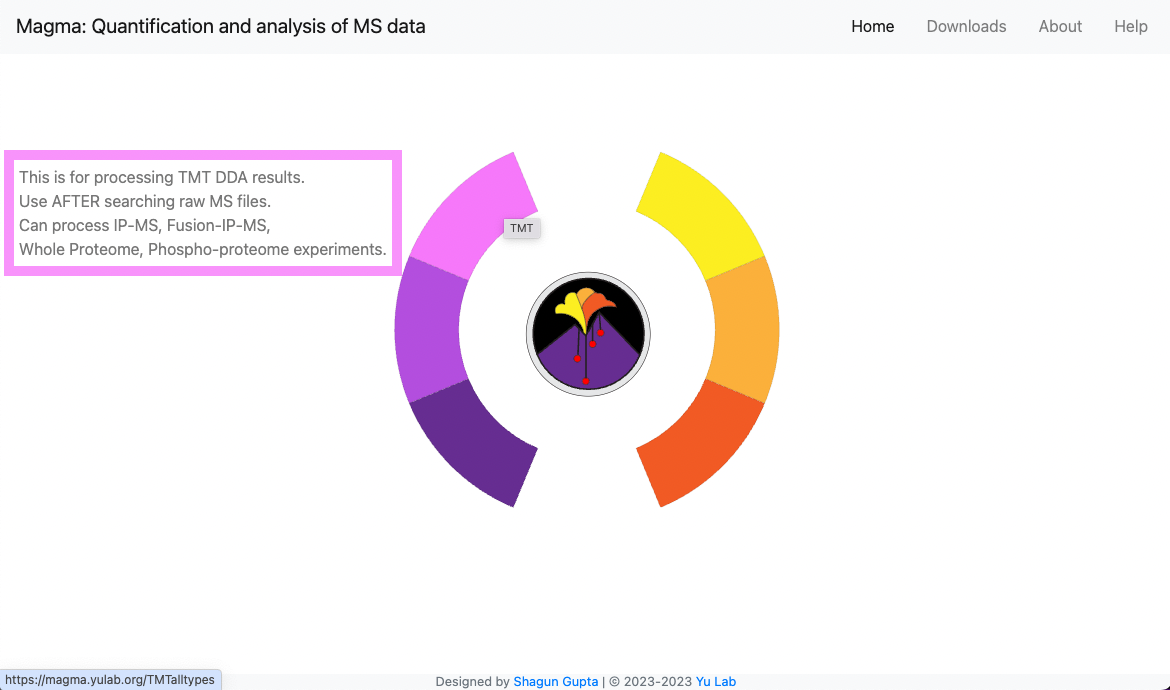 Magma: Quantification and analysis of MS data
Home Downloads About Help
This is for processing TMT DDA results.
Use AFTER searching raw MS files.
Can process IP-MS, Fusion-IP-MS,
Whole Proteome, Phospho-proteome experiments.
TMT
https://magma.yulab.org/TMTalltypes
Designed by Shagun Gupta | © 2023-2023 Yu Lab